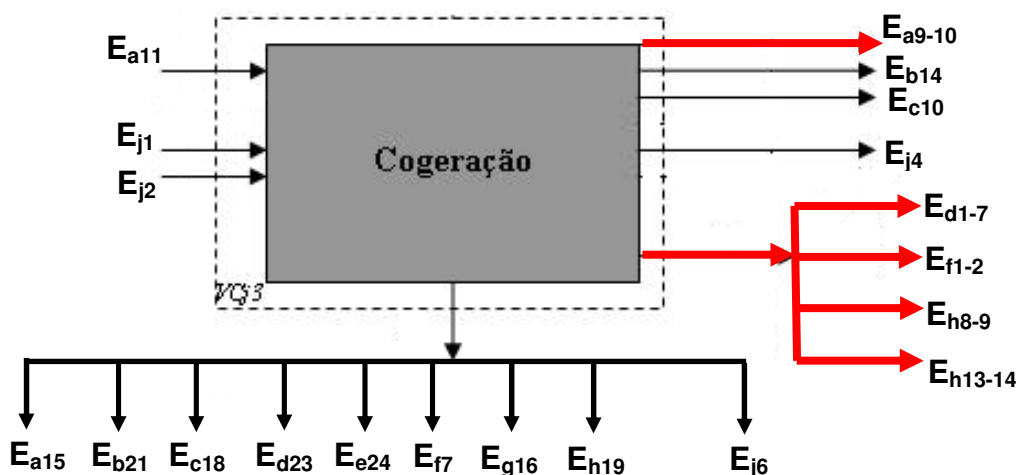 Ea11
Ej1
Ej2
Cogeração
VCj3
Ea9-10
Eb14
Ec10
Ej4
Ed1-7
Ef1-2
Eh8-9
Eh13-14
Ea15 Eb21 Ec18 Ed23 Ee24 Ef7 Eg16 Eh19 Ej6